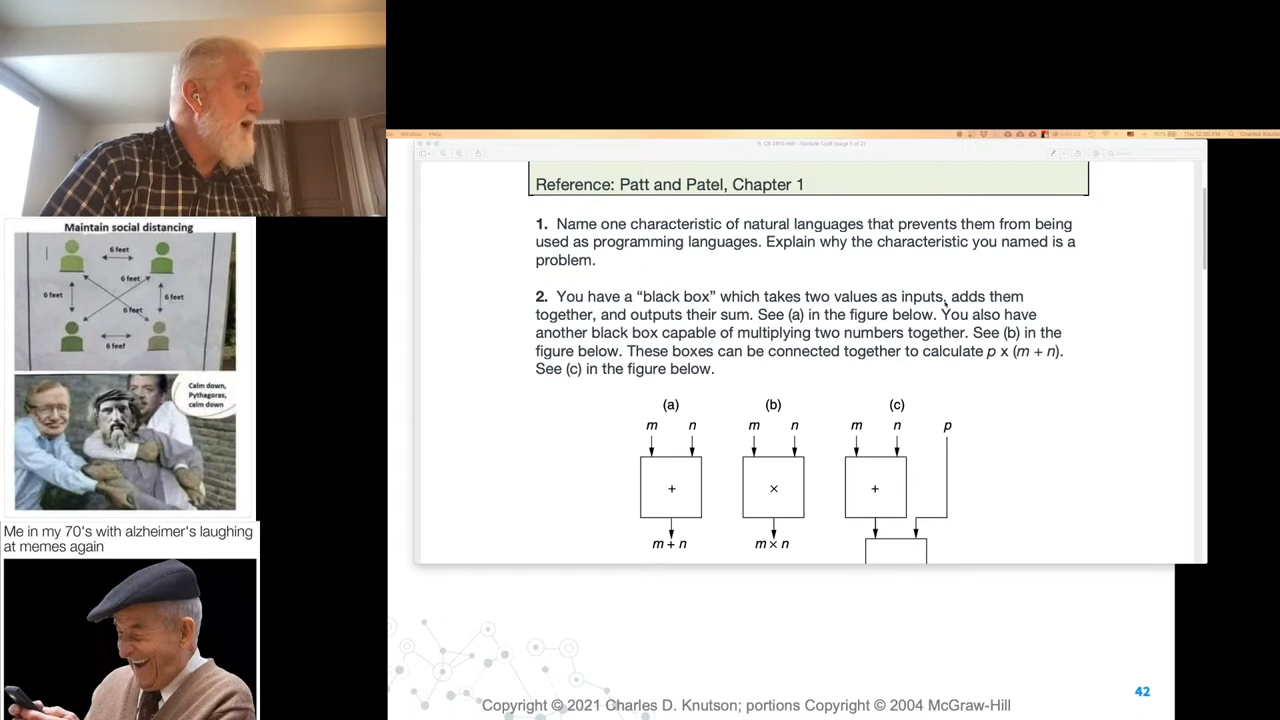 Maintain social distancing
6 feet
6 feet
6 feet
6 feet
6 feet
6 feet
Calm down,
Pythagoras,
calm down
Me in my 70's with alzheimer's laughing
at memes again
Window Help
Reference: Patt and Patel, Chapter 1
1. Name one characteristic of natural languages that prevents them from being
used as programming languages. Explain why the characteristic you named is a
problem.
2. You have a “black box” which takes two values as inputs, adds them
together, and outputs their sum. See (a) in the figure below. You also have
another black box capable of multiplying two numbers together. See (b) in the
figure below. These boxes can be connected together to calculate p x (m + n).
See (c) in the figure below.
(a) (b) (c)
m n m n m n p
+ × +
m + n m × n
42
Copyright © 2021 Charles D. Knutson; portions Copyright © 2004 McGraw-Hill